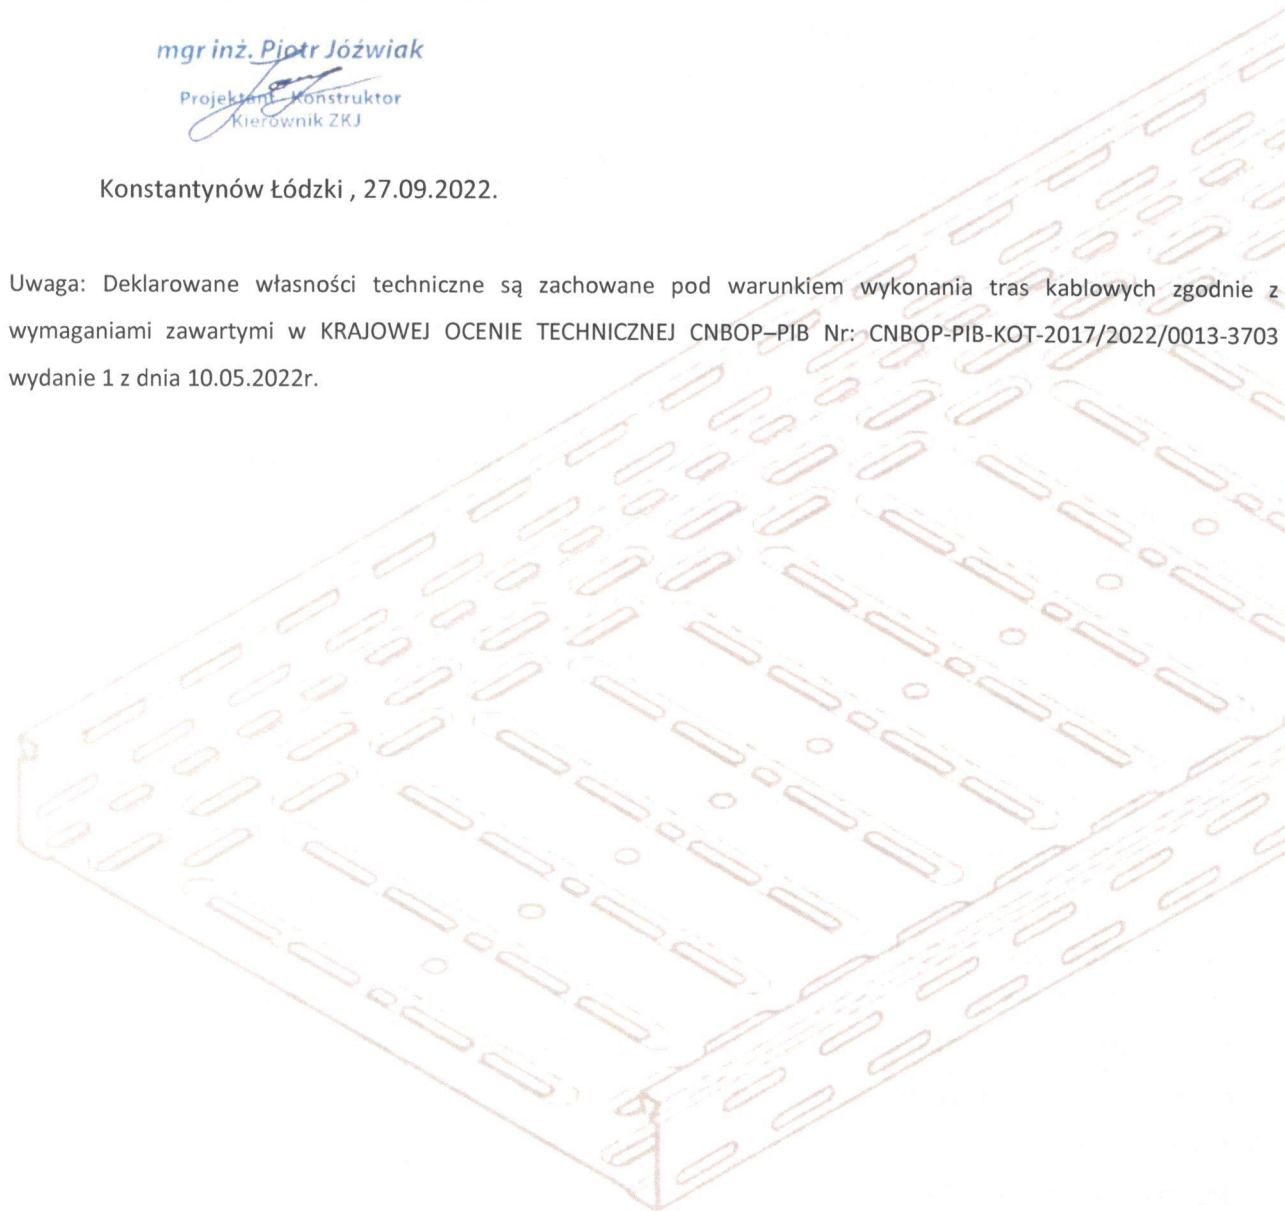 mgr inż. Piotr Jóźwiak
Projektant Konstruktor
Kierownik ZKJ
Konstantynów Łódzki , 27.09.2022.
Uwaga: Deklarowane własności techniczne są zachowane pod warunkiem wykonania tras kablowych zgodnie z
wymaganiami zawartymi w KRAJOWEJ OCENIE TECHNICZNEJ CNBOP–PIB Nr: CNBOP-PIB-KOT-2017/2022/0013-3703
wydanie 1 z dnia 10.05.2022r.